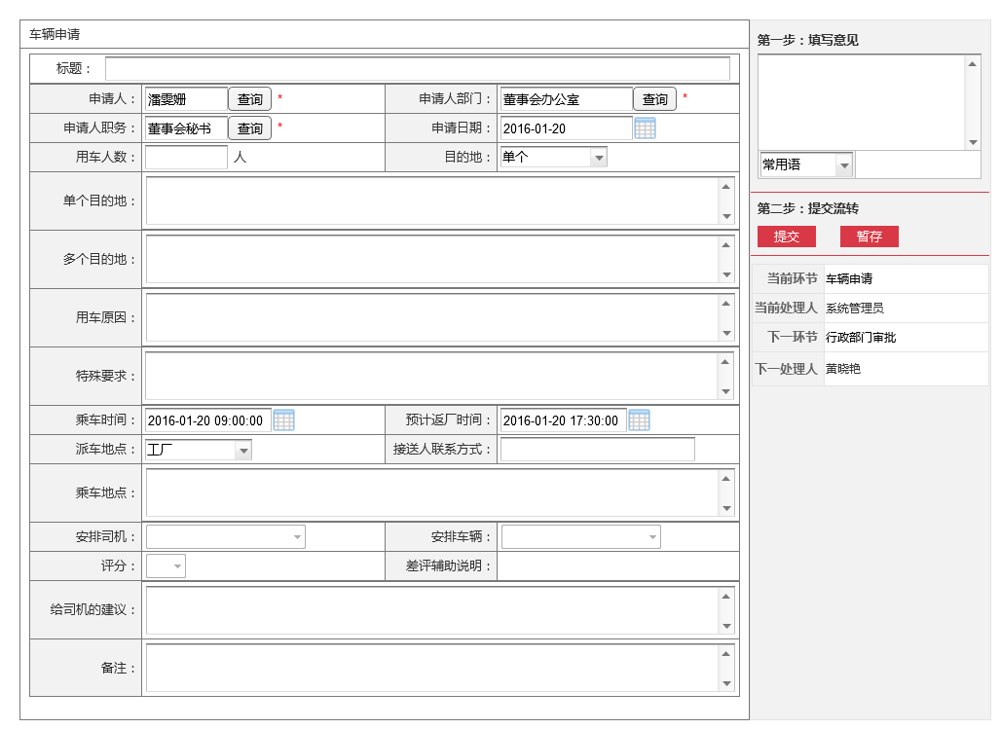 车辆申请
标题：
申请人： 潘雯姗 查询 * 申请人部门： 董事会办公室 查询 *
申请人职务： 董事会秘书 查询 * 申请日期： 2016-01-20
用车人数： 人 目的地： 单个
单个目的地：
多个目的地：
用车原因：
特殊要求：
乘车时间： 2016-01-20 09:00:00 预计返厂时间： 2016-01-20 17:30:00
派车地点： 工厂 接送人联系方式：
乘车地点：
安排司机： 安排车辆：
评分： 差评辅助说明：
给司机的建议：
备注：
第一步：填写意见
常用语
第二步：提交流转
提交 暂存
当前环节 车辆申请
当前处理人 系统管理员
下一环节 行政部门审批
下一处理人 黄晓艳